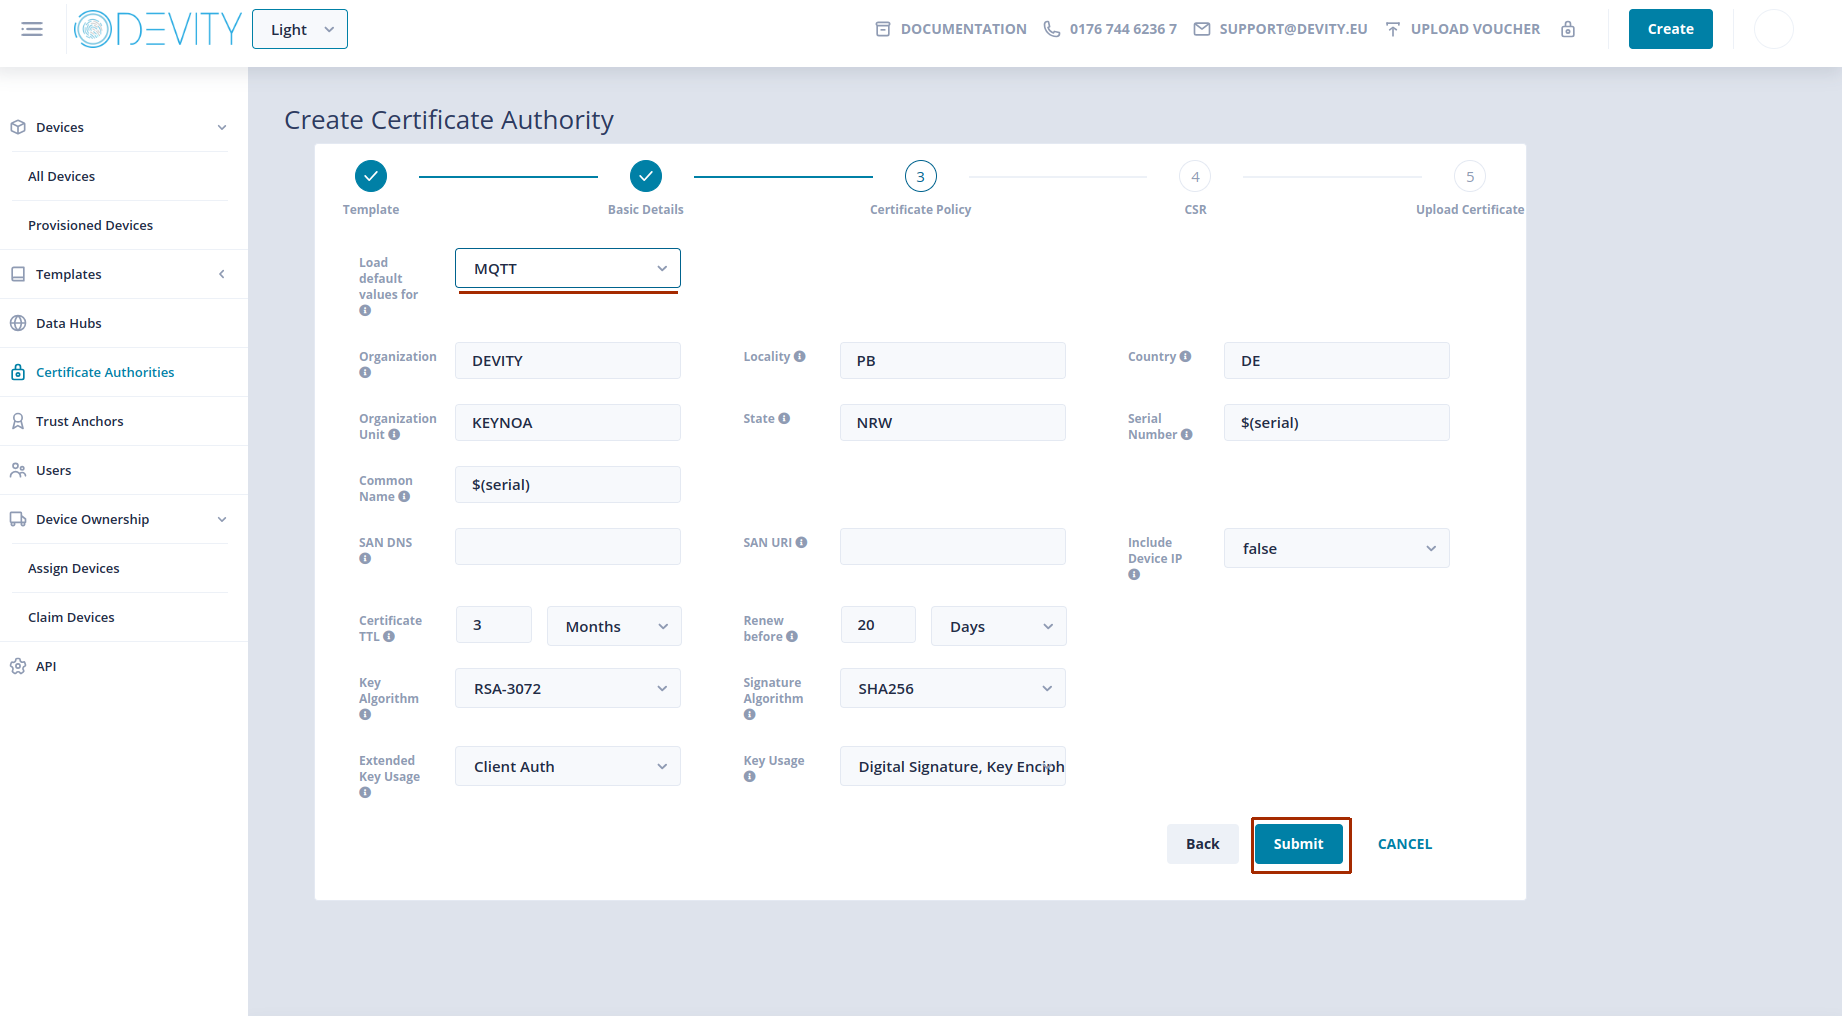 DEVITY
Light
DOCUMENTATION
0176 744 6236 7
SUPPORT@DEVITY.EU
UPLOAD VOUCHER
Create
Devices
All Devices
Provisioned Devices
Templates
Data Hubs
Certificate Authorities
Trust Anchors
Users
Device Ownership
Assign Devices
Claim Devices
API
Create Certificate Authority
3
4
5
Template
Basic Details
Certificate Policy
CSR
Upload Certificate
Load
default
values for
MQTT
Organization
DEVITY
Locality
PB
Country
DE
Organization
Unit
KEYNOA
State
NRW
Serial
Number
$(serial)
Common
Name
$(serial)
SAN DNS
SAN URI
Include
Device IP
false
Certificate
TTL
3
Months
Renew
before
20
Days
Key
Algorithm
RSA-3072
Signature
Algorithm
SHA256
Extended
Key Usage
Client Auth
Key Usage
Digital Signature, Key Enciph
Back
Submit
CANCEL